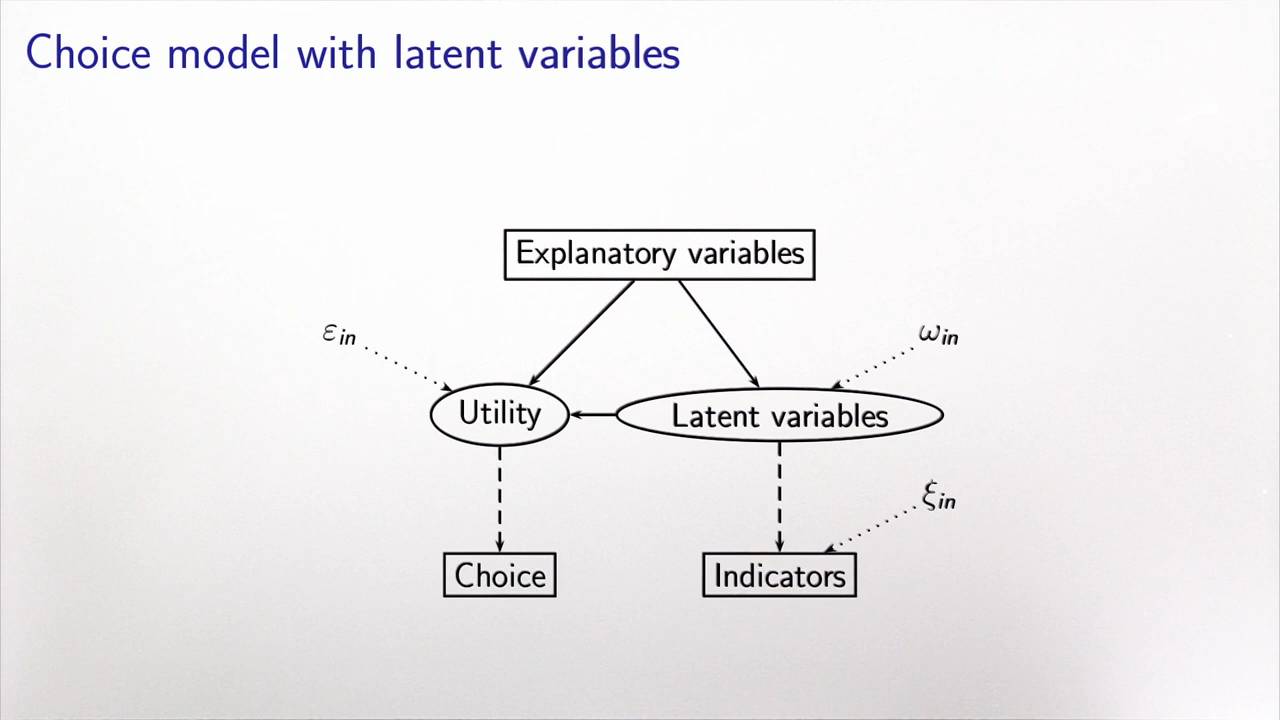 Choice model with latent variables
Explanatory variables
εin
ωin
Utility
Latent variables
ξin
Choice
Indicators